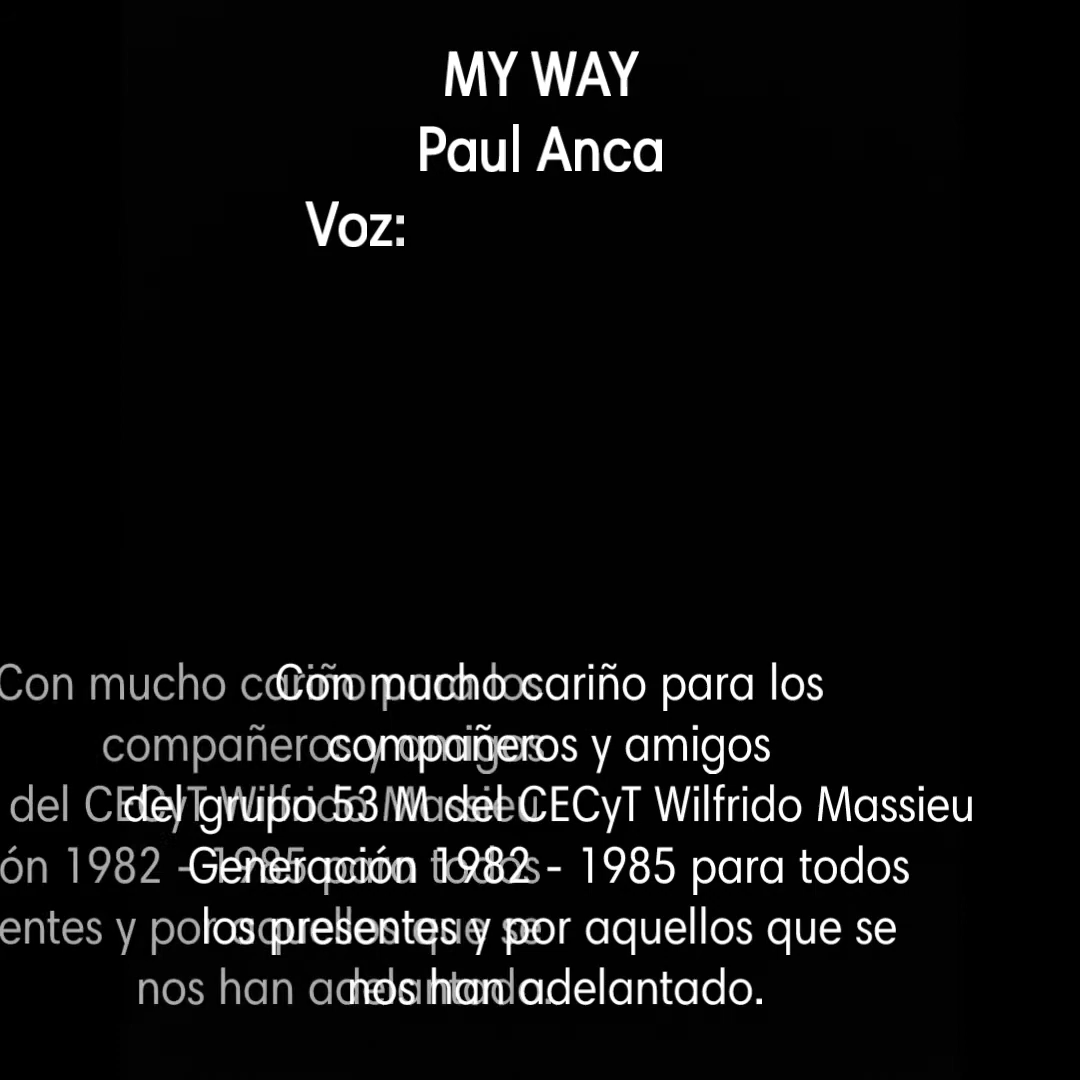 MY WAY
Paul Anca
Voz:
Con mucho cariño para los
compañeros y amigos
del grupo 53 M del CECyT Wilfrido Massieu
Generación 1982 - 1985 para todos
los presentes y por aquellos que se
nos han adelantado.